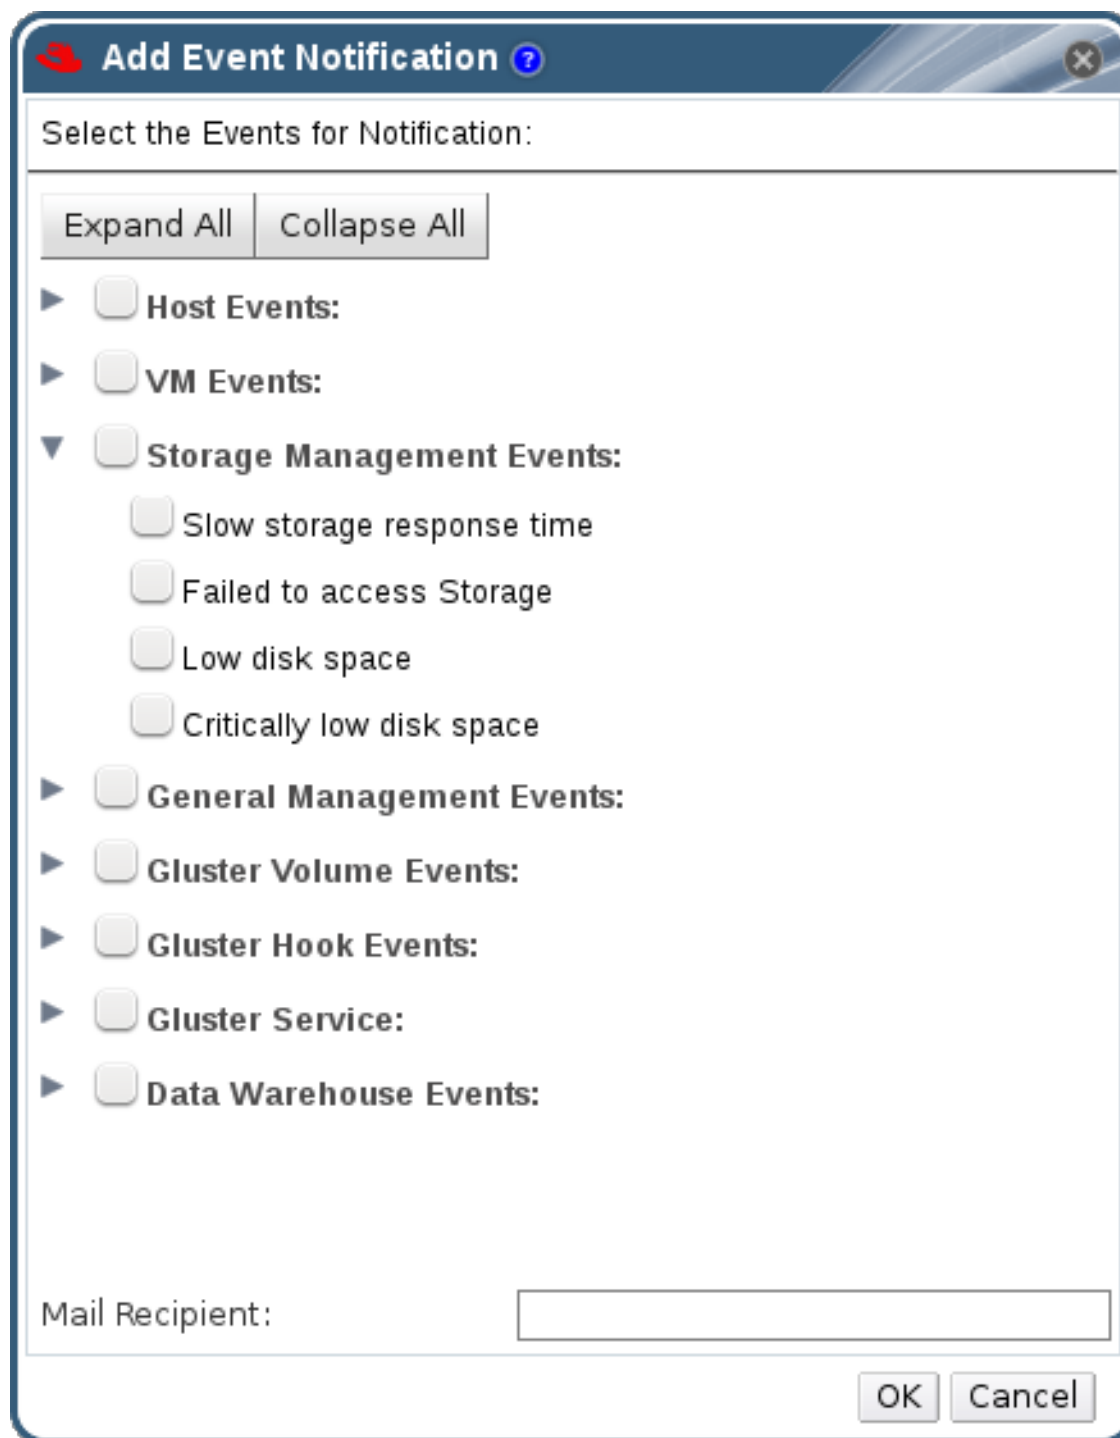 Add Event Notification ?
Select the Events for Notification:
Expand All Collapse All
Host Events:
VM Events:
Storage Management Events:
Slow storage response time
Failed to access Storage
Low disk space
Critically low disk space
General Management Events:
Gluster Volume Events:
Gluster Hook Events:
Gluster Service:
Data Warehouse Events:
Mail Recipient:
OK Cancel